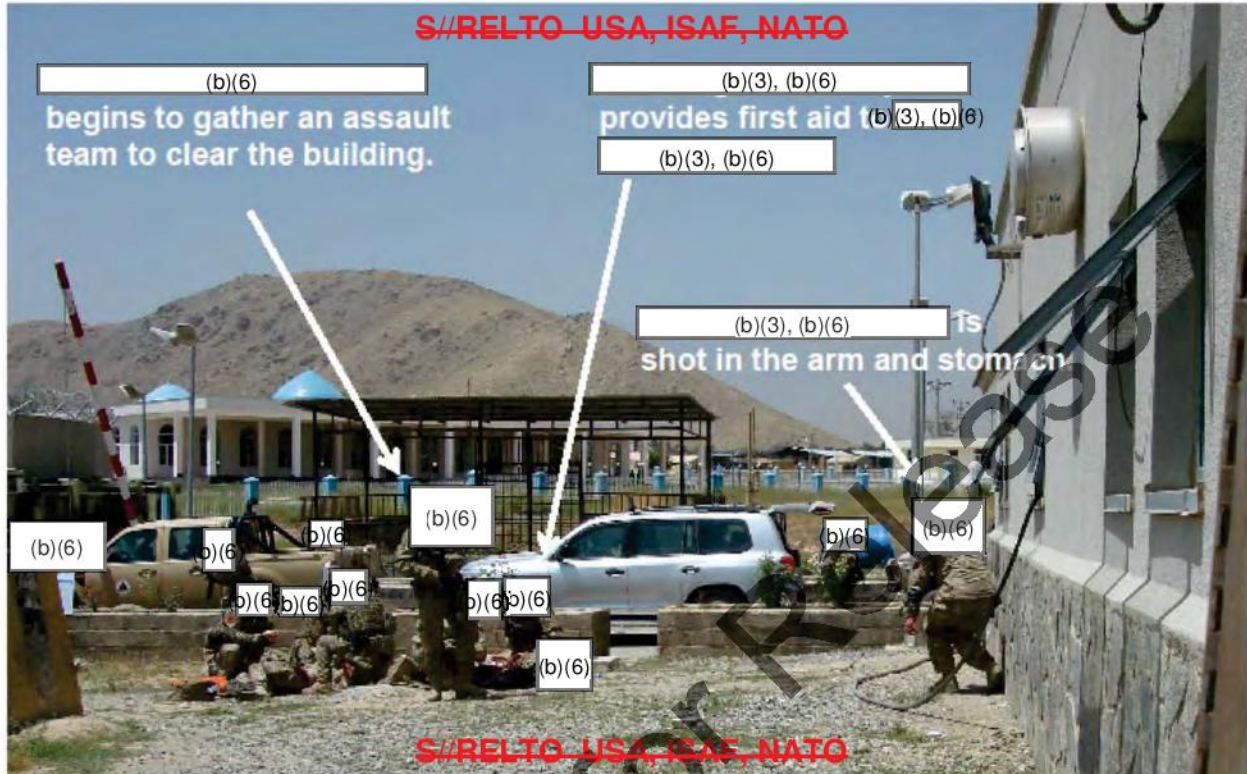 S//RELTO USA, ISAF, NATO
(b)(6)
begins to gather an assault
team to clear the building.
(b)(3), (b)(6)
provides first aid
(b)(3), (b)(6)
(b)(3), (b)(6)
(b)(3), (b)(6)
is
shot in the arm and stomach
(b)(6)
(b)(6)
(b)(6)
(b)(6)
(b)(6)
(b)(6)
(b)(6)
(b)(6)
(b)(6)
(b)(6)
(b)(6)
(b)(6)
or Release
S//RELTO USA, ISAF, NATO